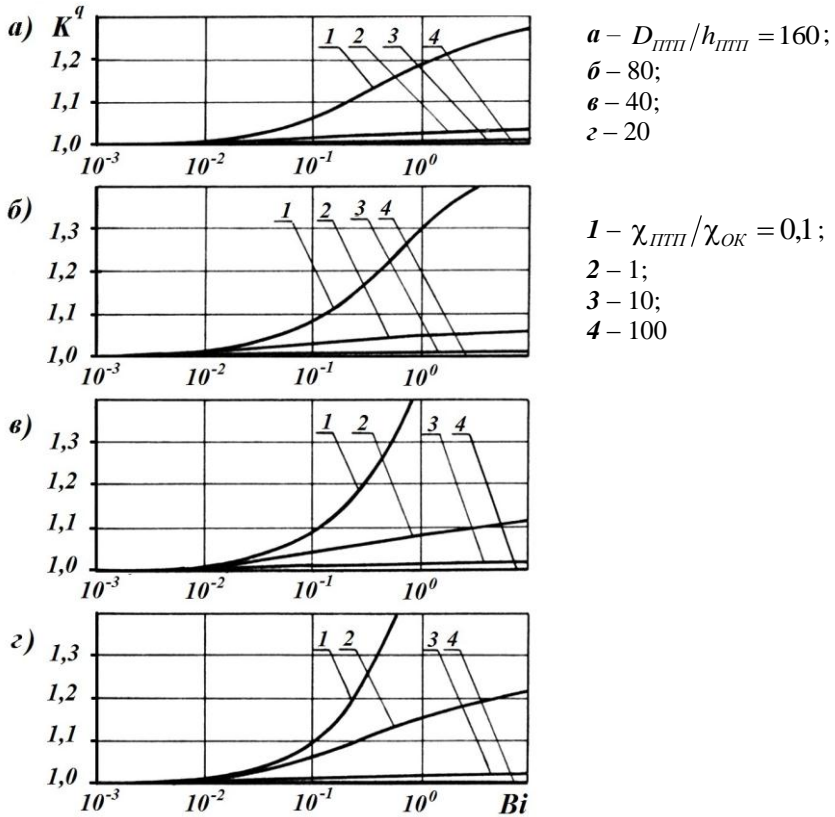 а) K^q
1 2 3 4
1,2
1,1
1,0
10^-3 10^-2 10^-1 10^0
б)
1 2 3 4
1,3
1,2
1,1
1,0
10^-3 10^-2 10^-1 10^0
в)
1 2 3 4
1,3
1,2
1,1
1,0
10^-3 10^-2 10^-1 10^0
г)
1 2 3 4
1,3
1,2
1,1
1,0
10^-3 10^-2 10^-1 10^0 Bi
а – D_ПТП/h_ПТП = 160;
б – 80;
в – 40;
г – 20
1 – χ_ПТП/χ_ОК = 0,1;
2 – 1;
3 – 10;
4 – 100